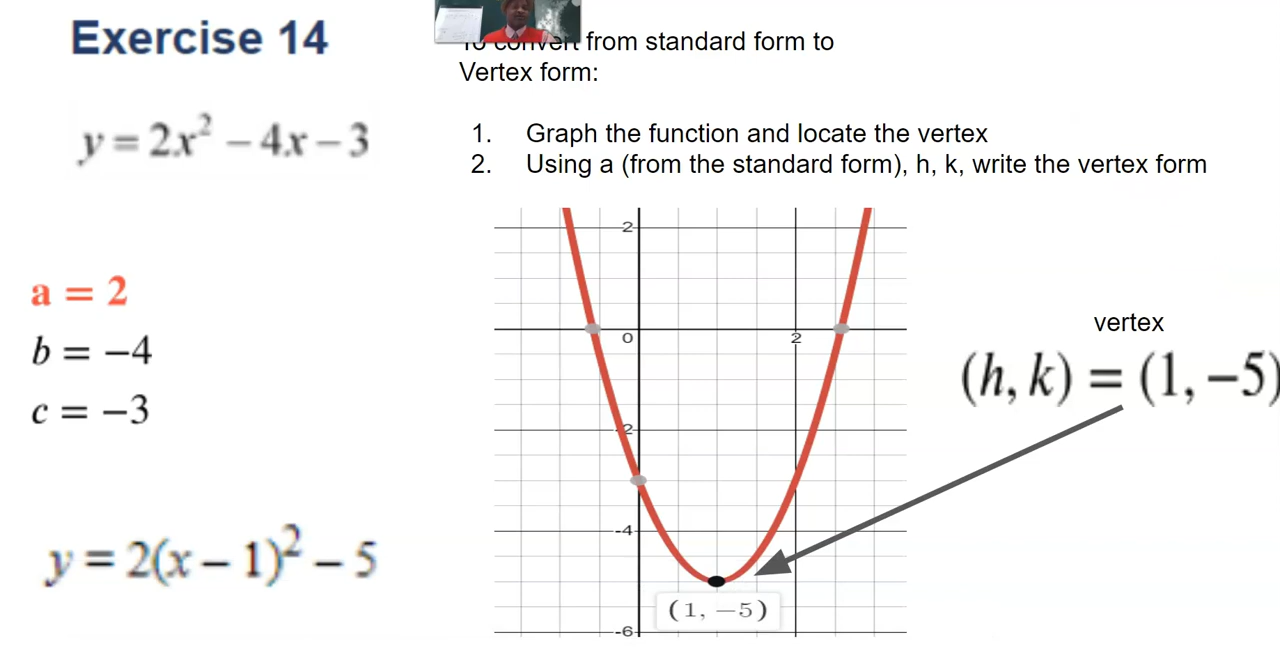 Exercise 14
To convert from standard form to
Vertex form:
y = 2x² – 4x – 3
1. Graph the function and locate the vertex
2. Using a (from the standard form), h, k, write the vertex form
a = 2
b = −4
c = −3
2
0
2
-2
-4
-6
(1, −5)
vertex
(h, k) = (1, −5)
y = 2(x – 1)² – 5